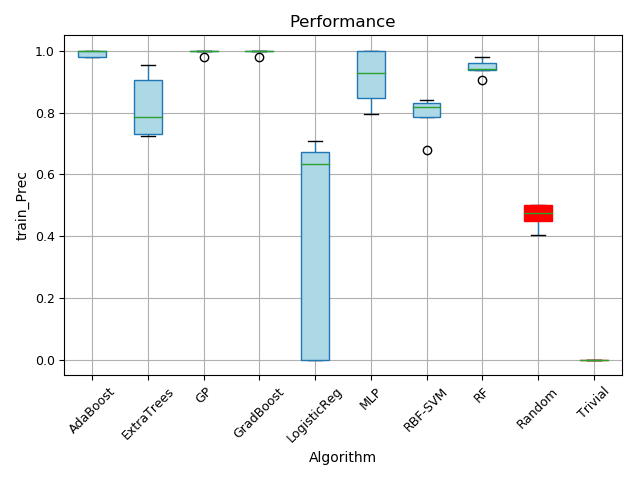 Performance
train_Prec
1.0
0.8
0.6
0.4
0.2
0.0
AdaBoost
ExtraTrees
GP
GradBoost
LogisticReg
MLP
RBF-SVM
RF
Random
Trivial
Algorithm